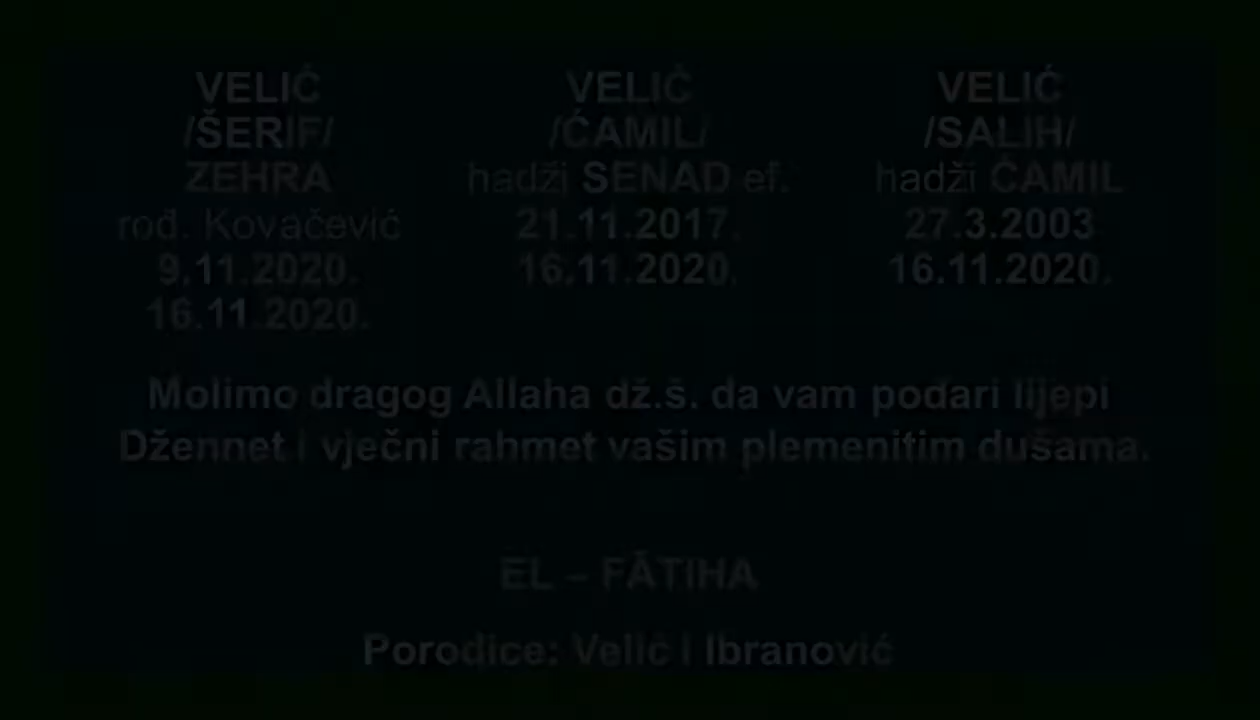 VELIĆ
/ŠERIF/
ZEHRA
rođ. Kovačević
9.11.2020.
16.11.2020.
VELIĆ
/ĆAMIL/
hadži SENAD ef.
21.11.2017.
16.11.2020.
VELIĆ
/SALIH/
hadži ĆAMIL
27.3.2003
16.11.2020.
Molimo dragog Allaha dž.š. da vam podari lijepi
Džennet i vječni rahmet vašim plemenitim dušama.
EL – FĀTIHA
Porodice: Velić i Ibranović